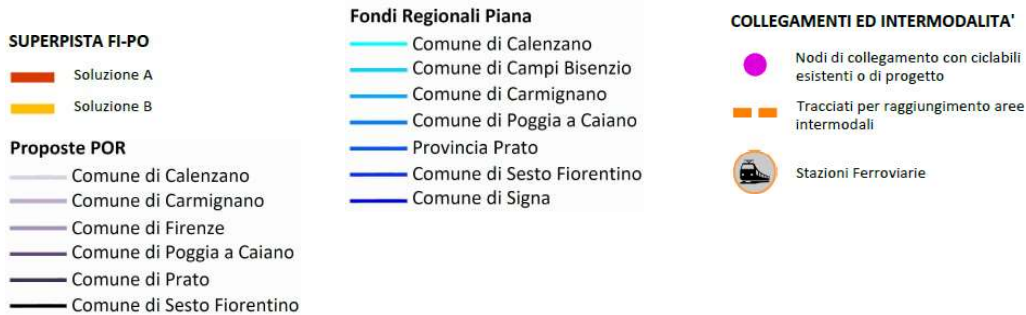 SUPERPISTA FI-PO
Soluzione A
Soluzione B
Proposte POR
Comune di Calenzano
Comune di Carmignano
Comune di Firenze
Comune di Poggia a Caiano
Comune di Prato
Comune di Sesto Fiorentino
Fondi Regionali Piana
Comune di Calenzano
Comune di Campi Bisenzio
Comune di Carmignano
Comune di Poggia a Caiano
Provincia Prato
Comune di Sesto Fiorentino
Comune di Signa
COLLEGAMENTI ED INTERMODALITA'
Nodi di collegamento con ciclabili
esistenti o di progetto
Tracciati per raggiungimento aree
intermodali
Stazioni Ferroviarie